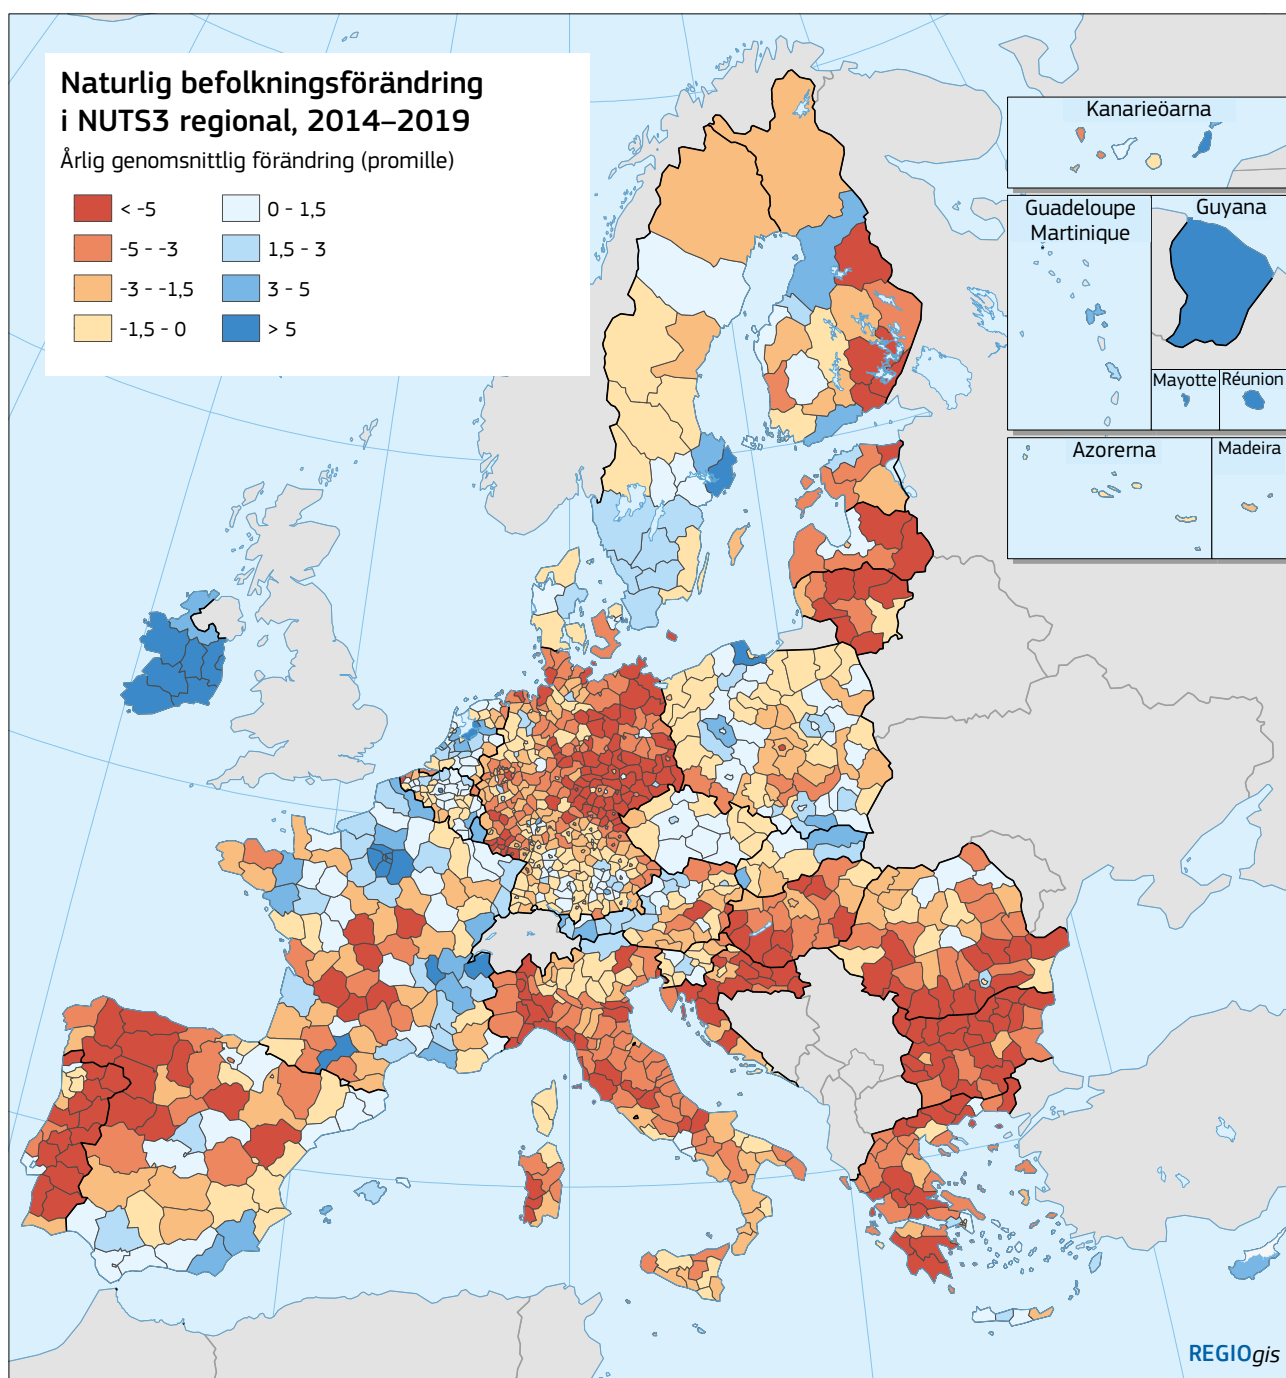 Naturlig befolkningsförändring
i NUTS3 regional, 2014–2019
Årlig genomsnittlig förändring (promille)
< -5
-5 - -3
-3 - -1,5
-1,5 - 0
0 - 1,5
1,5 - 3
3 - 5
> 5
Kanarieöarna
Guadeloupe
Martinique
Guyana
Mayotte
Réunion
Azorerna
Madeira
REGIOgis